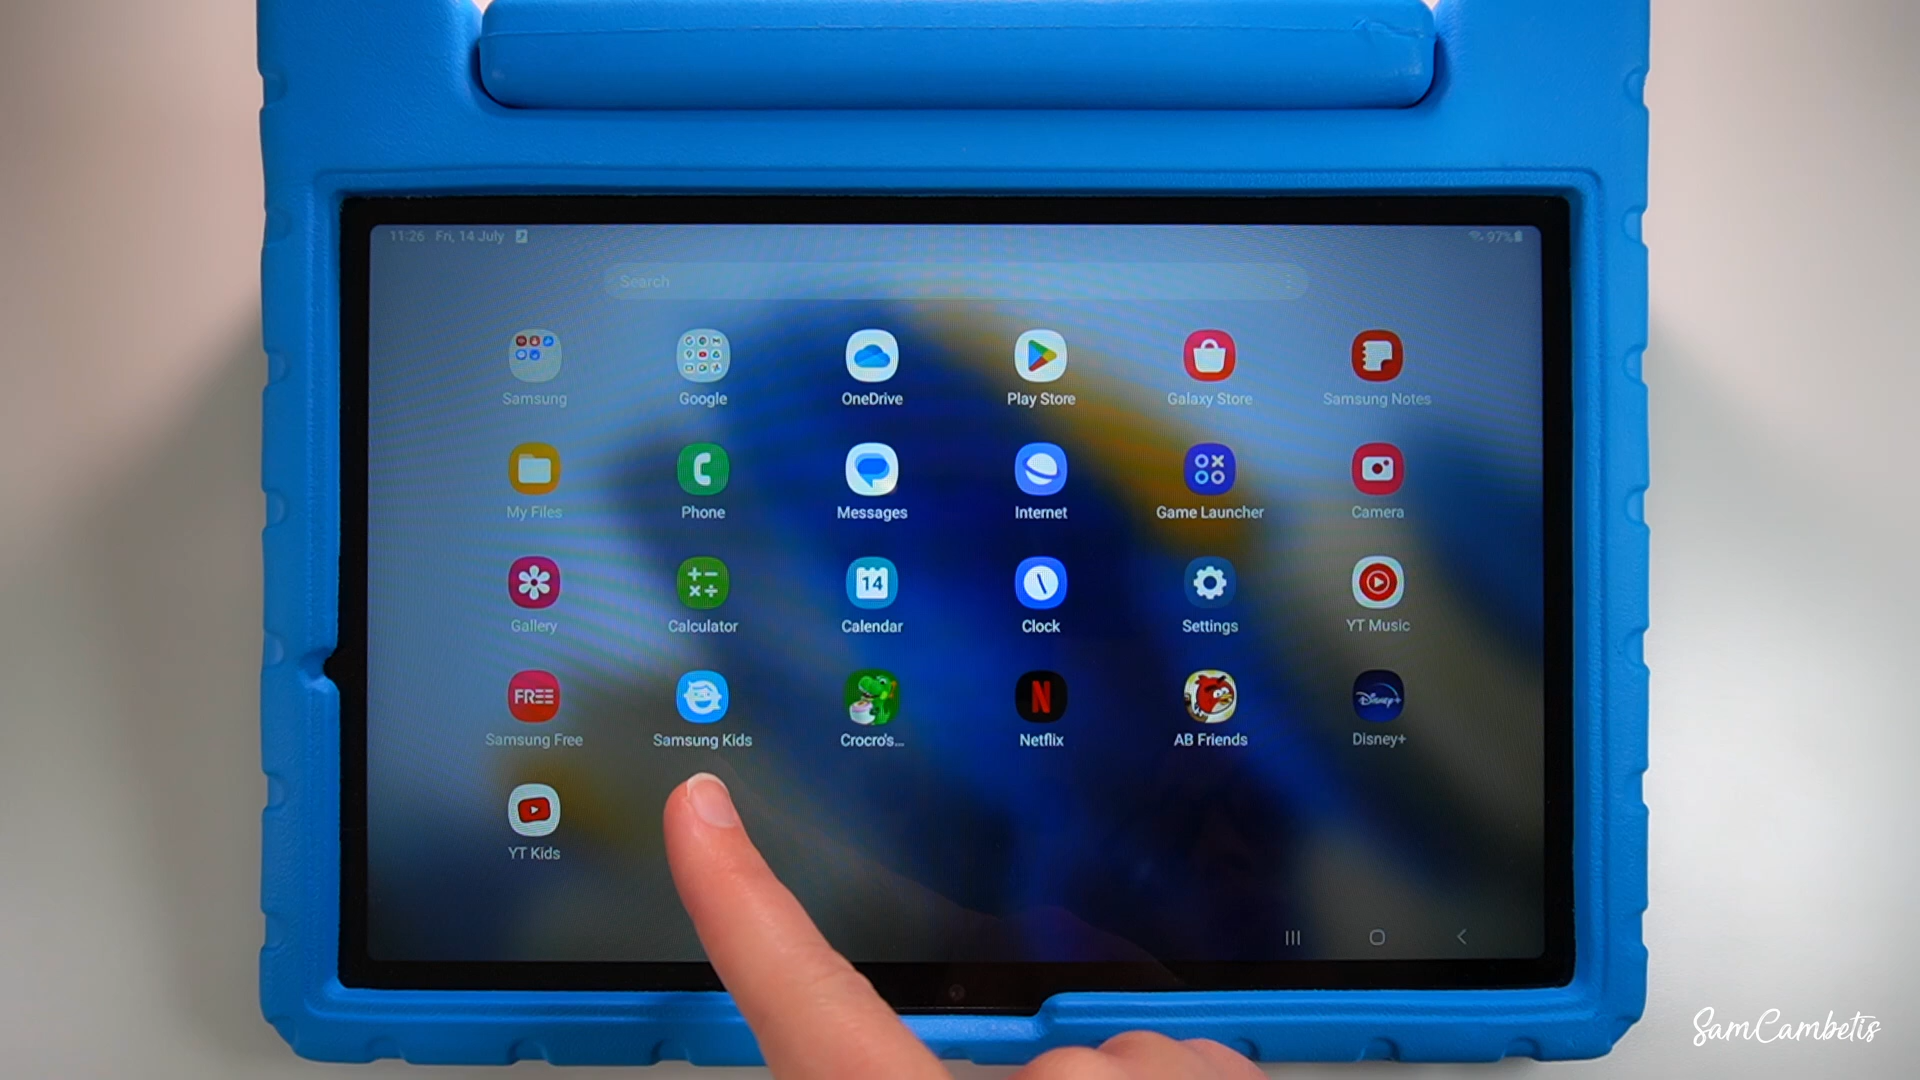 11:26 Fri, 14 July 97%
Search
Samsung Google OneDrive Play Store Galaxy Store Samsung Notes
My Files Phone Messages Internet Game Launcher Camera
14
Gallery Calculator Calendar Clock Settings YT Music
FREE N Disney+
Samsung Free Samsung Kids Crocro's... Netflix AB Friends Disney+
YT Kids
SamCambetis